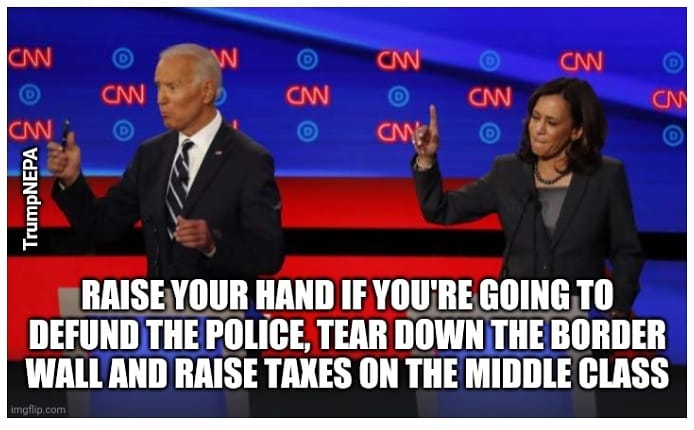 CNN CNN CNN CNN
CNN CNN CNN CNN
CNN CNN
TrumpNEPA
RAISE YOUR HAND IF YOU'RE GOING TO
DEFUND THE POLICE, TEAR DOWN THE BORDER
WALL AND RAISE TAXES ON THE MIDDLE CLASS
imgflip.com